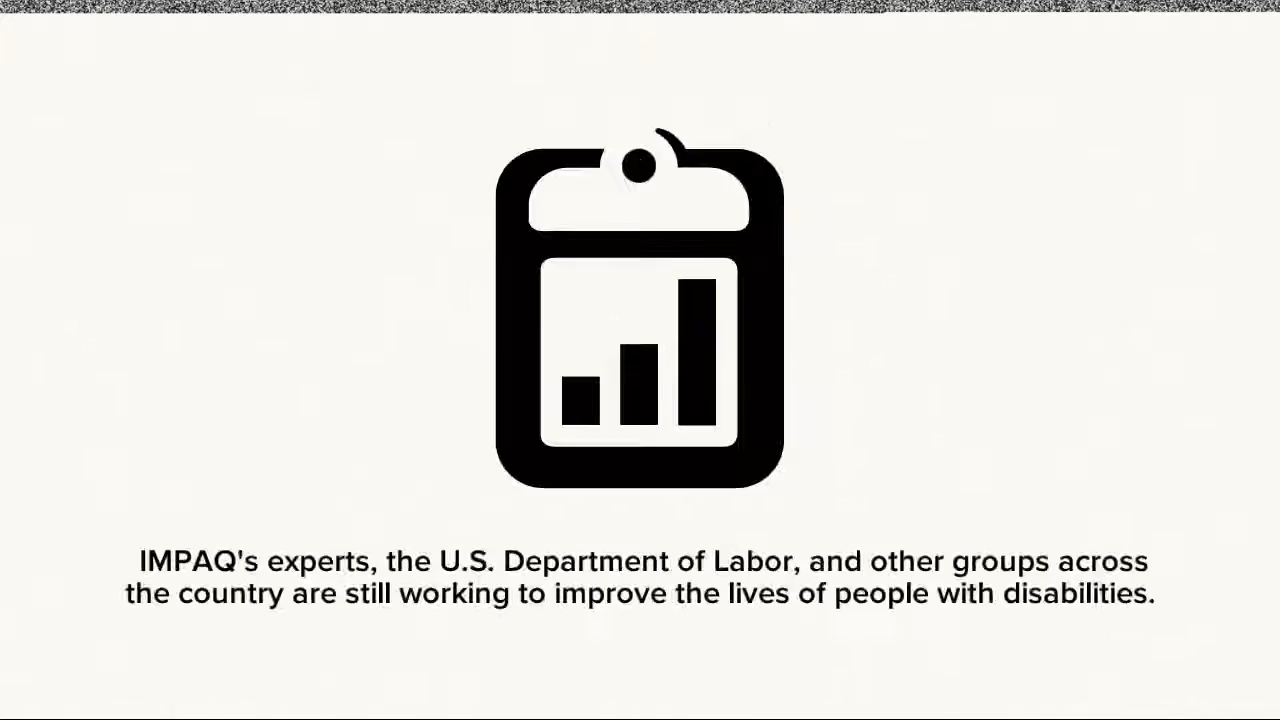 IMPAQ's experts, the U.S. Department of Labor, and other groups across
the country are still working to improve the lives of people with disabilities.